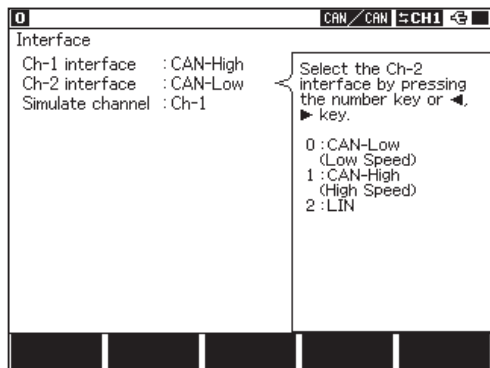 0 CAN/CAN ⇆CH1
Interface
Ch-1 interface : CAN-High
Ch-2 interface : CAN-Low
Simulate channel : Ch-1
Select the Ch-2
interface by pressing
the number key or ◀,
▶ key.
0 : CAN-Low
(Low Speed)
1 : CAN-High
(High Speed)
2 : LIN